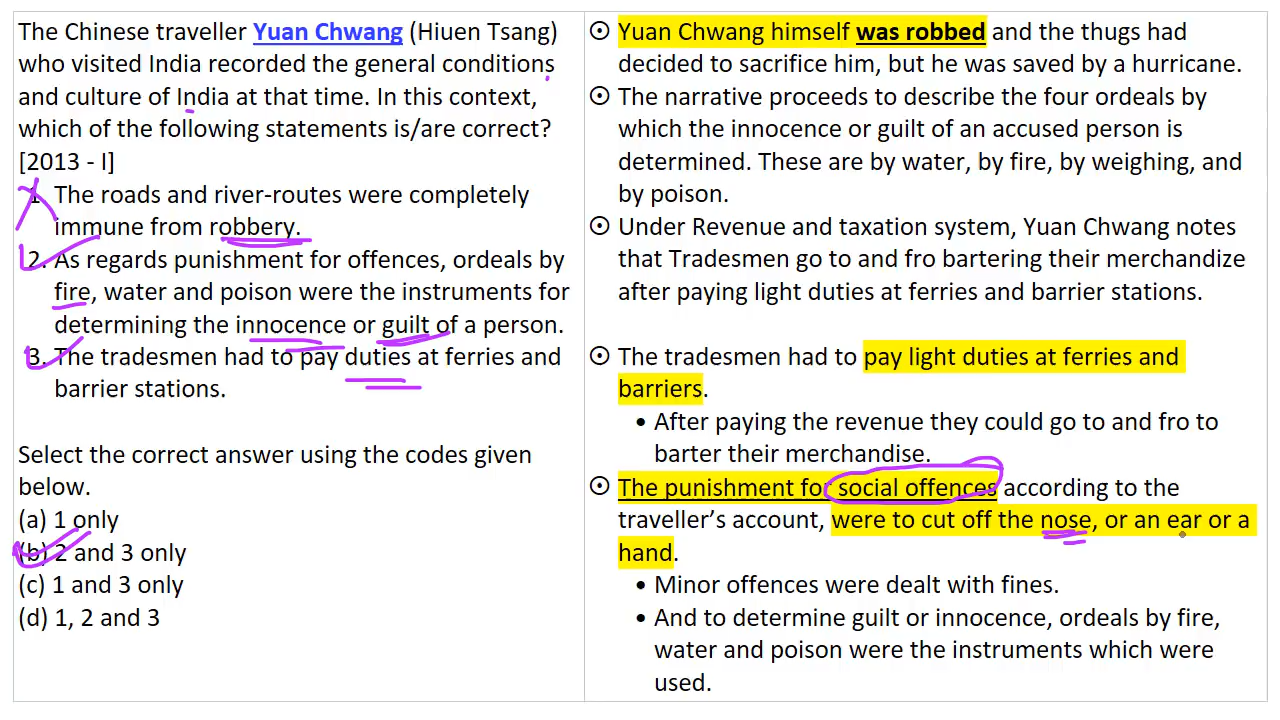 The Chinese traveller Yuan Chwang (Hiuen Tsang)
who visited India recorded the general conditions
and culture of India at that time. In this context,
which of the following statements is/are correct?
[2013 - I]
1. The roads and river-routes were completely
immune from robbery.
2. As regards punishment for offences, ordeals by
fire, water and poison were the instruments for
determining the innocence or guilt of a person.
3. The tradesmen had to pay duties at ferries and
barrier stations.
Select the correct answer using the codes given
below.
(a) 1 only
(b) 2 and 3 only
(c) 1 and 3 only
(d) 1, 2 and 3
⊙ Yuan Chwang himself was robbed and the thugs had
decided to sacrifice him, but he was saved by a hurricane.
⊙ The narrative proceeds to describe the four ordeals by
which the innocence or guilt of an accused person is
determined. These are by water, by fire, by weighing, and
by poison.
⊙ Under Revenue and taxation system, Yuan Chwang notes
that Tradesmen go to and fro bartering their merchandize
after paying light duties at ferries and barrier stations.
⊙ The tradesmen had to pay light duties at ferries and
barriers.
• After paying the revenue they could go to and fro to
barter their merchandise.
⊙ The punishment for social offences according to the
traveller’s account, were to cut off the nose, or an ear or a
hand.
• Minor offences were dealt with fines.
• And to determine guilt or innocence, ordeals by fire,
water and poison were the instruments which were
used.